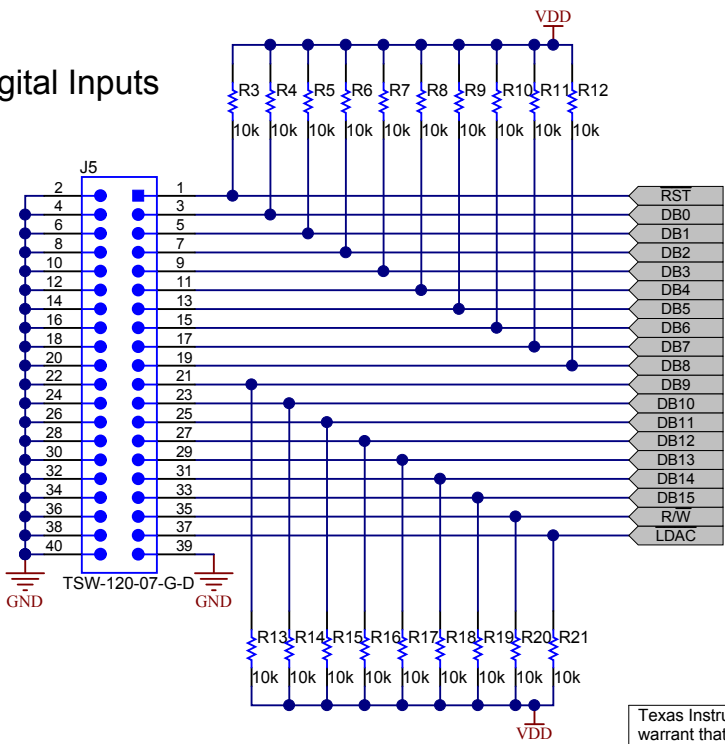 VDD
gital Inputs
R3 R4 R5 R6 R7 R8 R9 R10 R11 R12
10k 10k 10k 10k 10k 10k 10k 10k 10k 10k
J5
2 1 RST
4 3 DB0
6 5 DB1
8 7 DB2
10 9 DB3
12 11 DB4
14 13 DB5
16 15 DB6
18 17 DB7
20 19 DB8
22 21 DB9
24 23 DB10
26 25 DB11
28 27 DB12
30 29 DB13
32 31 DB14
34 33 DB15
36 35 R/W
38 37 LDAC
40 39
TSW-120-07-G-D
GND GND
R13 R14 R15 R16 R17 R18 R19 R20 R21
10k 10k 10k 10k 10k 10k 10k 10k 10k
VDD
Texas Instru
warrant that